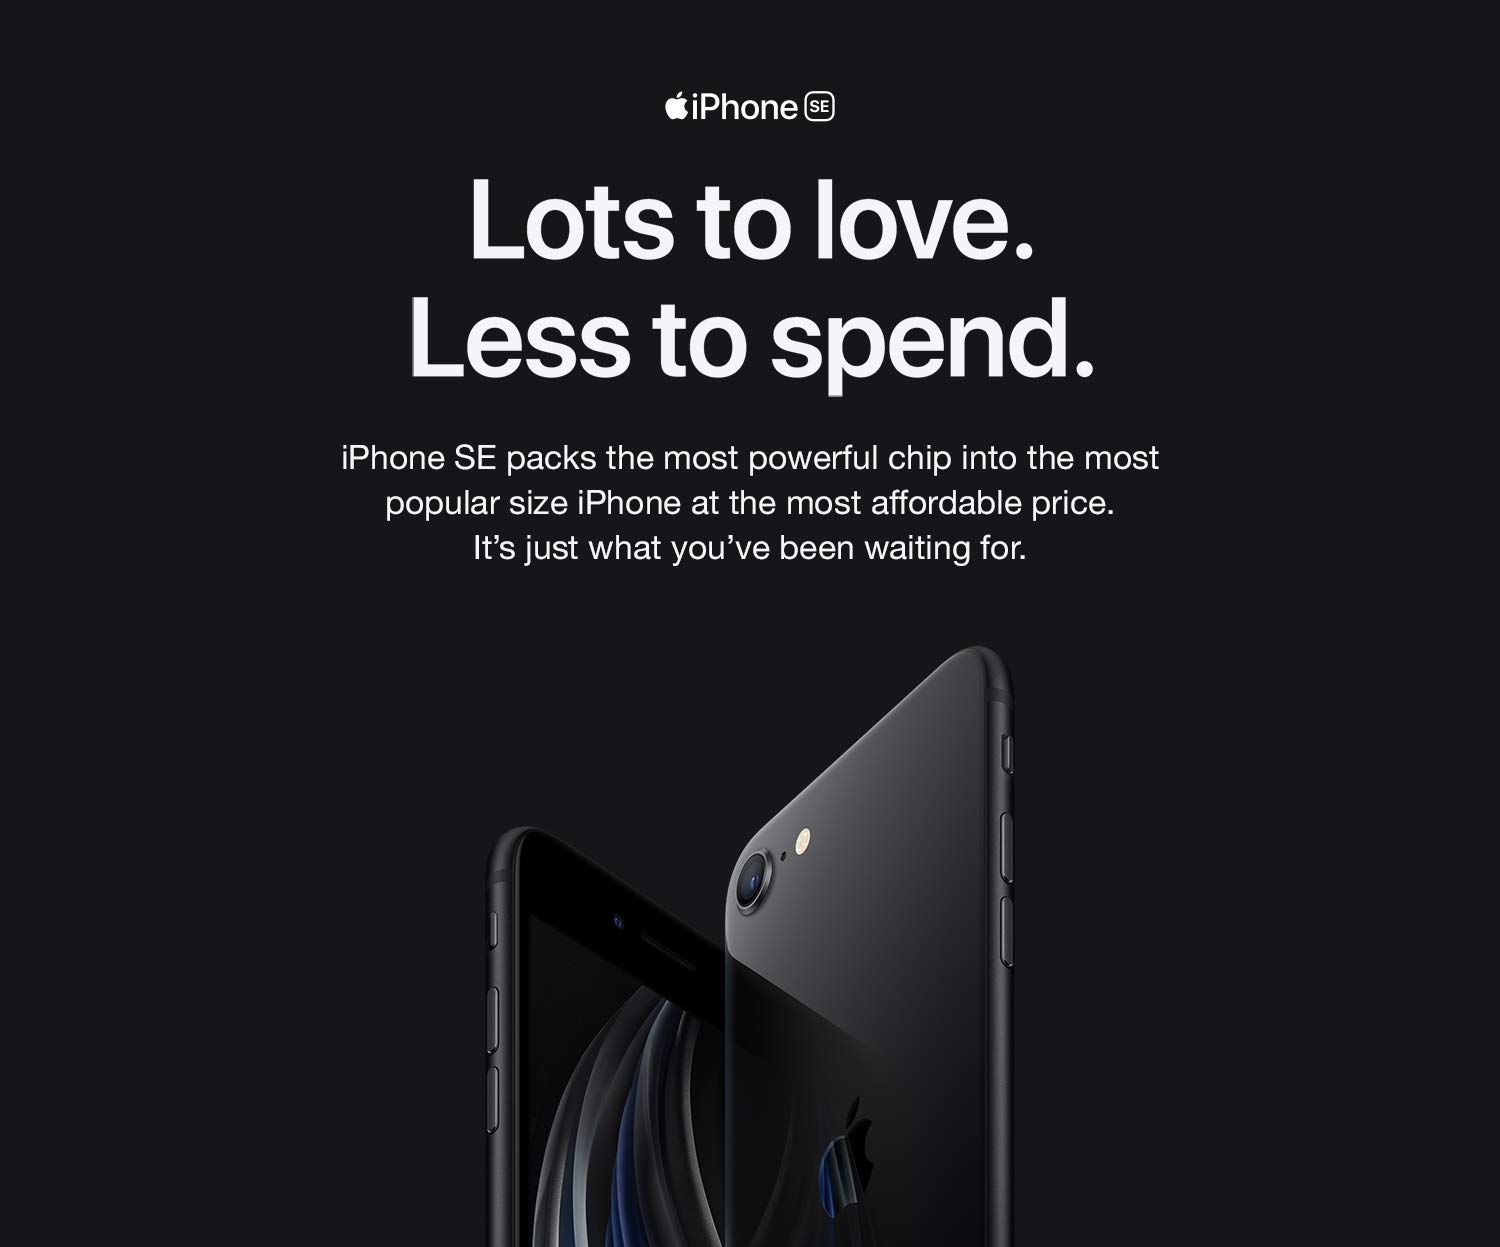 iPhone SE
Lots to love.
Less to spend.
iPhone SE packs the most powerful chip into the most
popular size iPhone at the most affordable price.
It’s just what you’ve been waiting for.